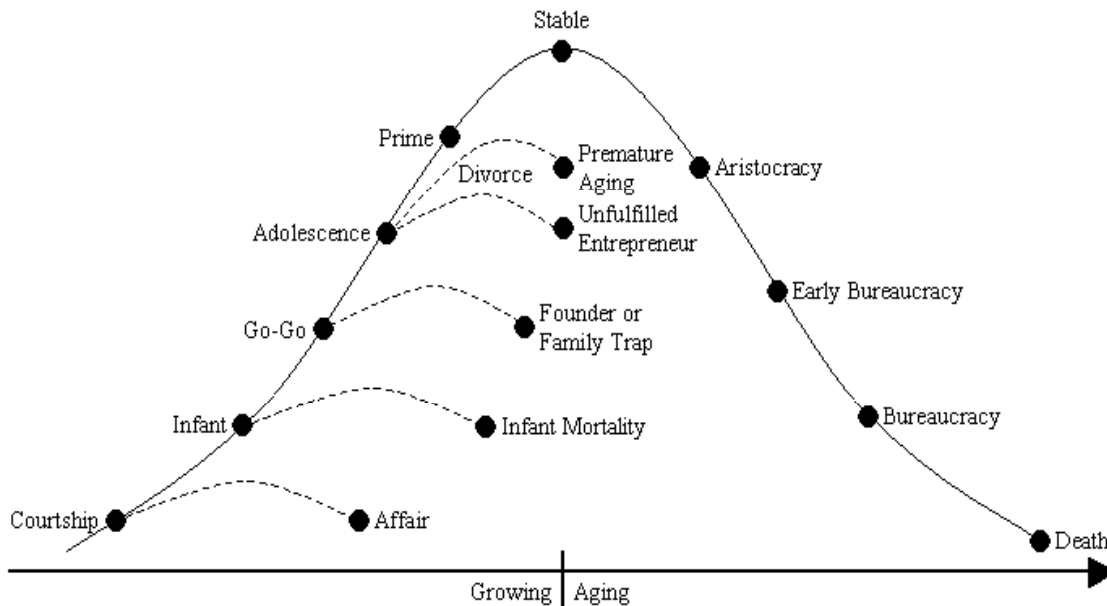 Stable
Prime
Divorce
Premature
Aging
Aristocracy
Adolescence
Unfulfilled
Entrepreneur
Early Bureaucracy
Go-Go
Founder or
Family Trap
Infant
Infant Mortality
Bureaucracy
Courtship
Affair
Death
Growing
Aging